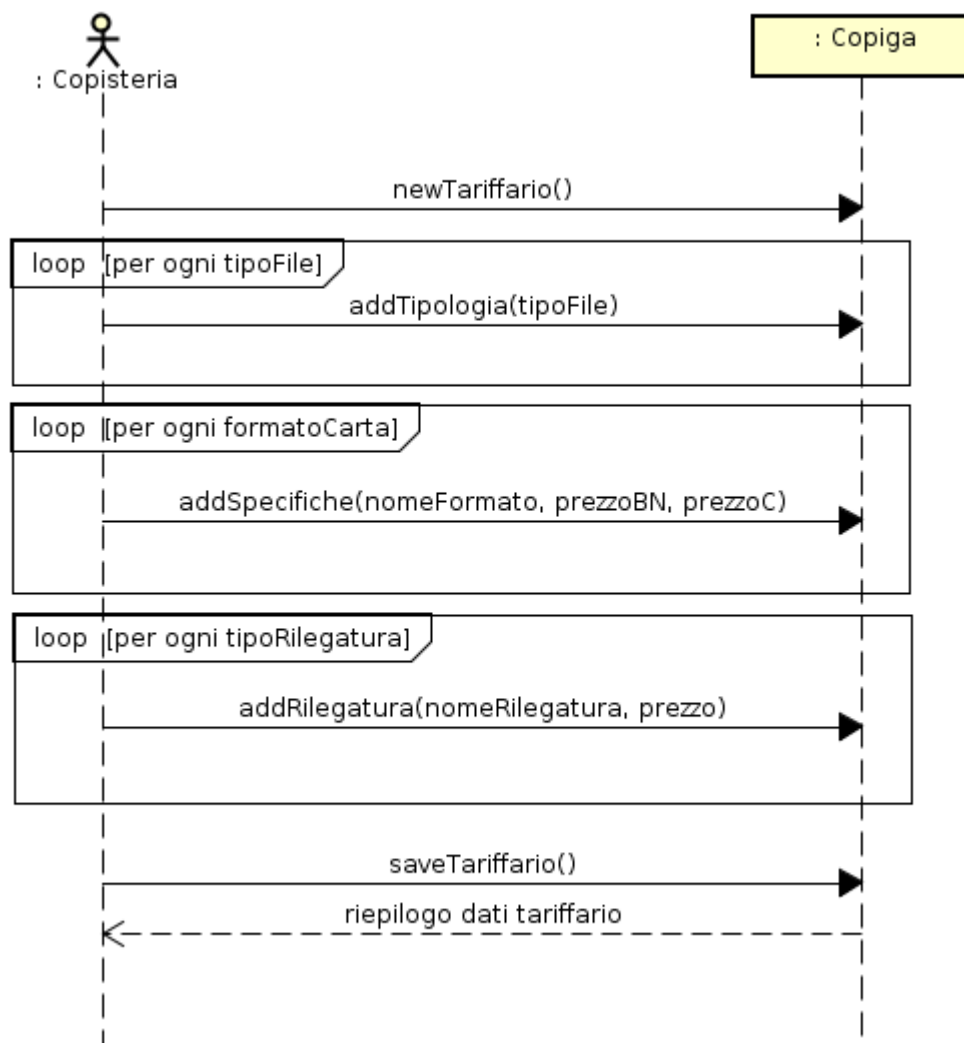 : Copisteria
: Copiga
newTariffario()
loop [per ogni tipoFile]
addTipologia(tipoFile)
loop [per ogni formatoCarta]
addSpecifiche(nomeFormato, prezzoBN, prezzoC)
loop [per ogni tipoRilegatura]
addRilegatura(nomeRilegatura, prezzo)
saveTariffario()
riepilogo dati tariffario